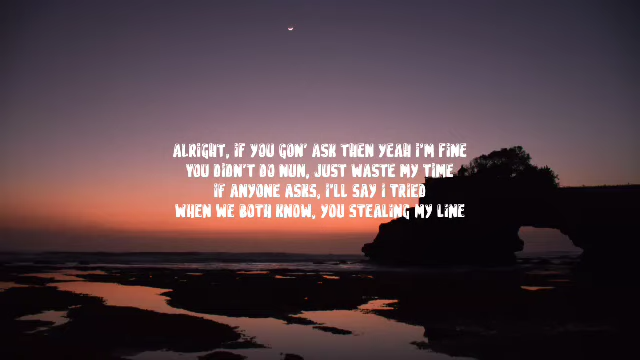 ALRIGHT, IF YOU GON' ASK THEN YEAH I'M FINE
YOU DIDN'T DO NUN, JUST WASTE MY TIME
IF ANYONE ASKS, I'LL SAY I TRIED
WHEN WE BOTH KNOW, YOU STEALING MY LINE